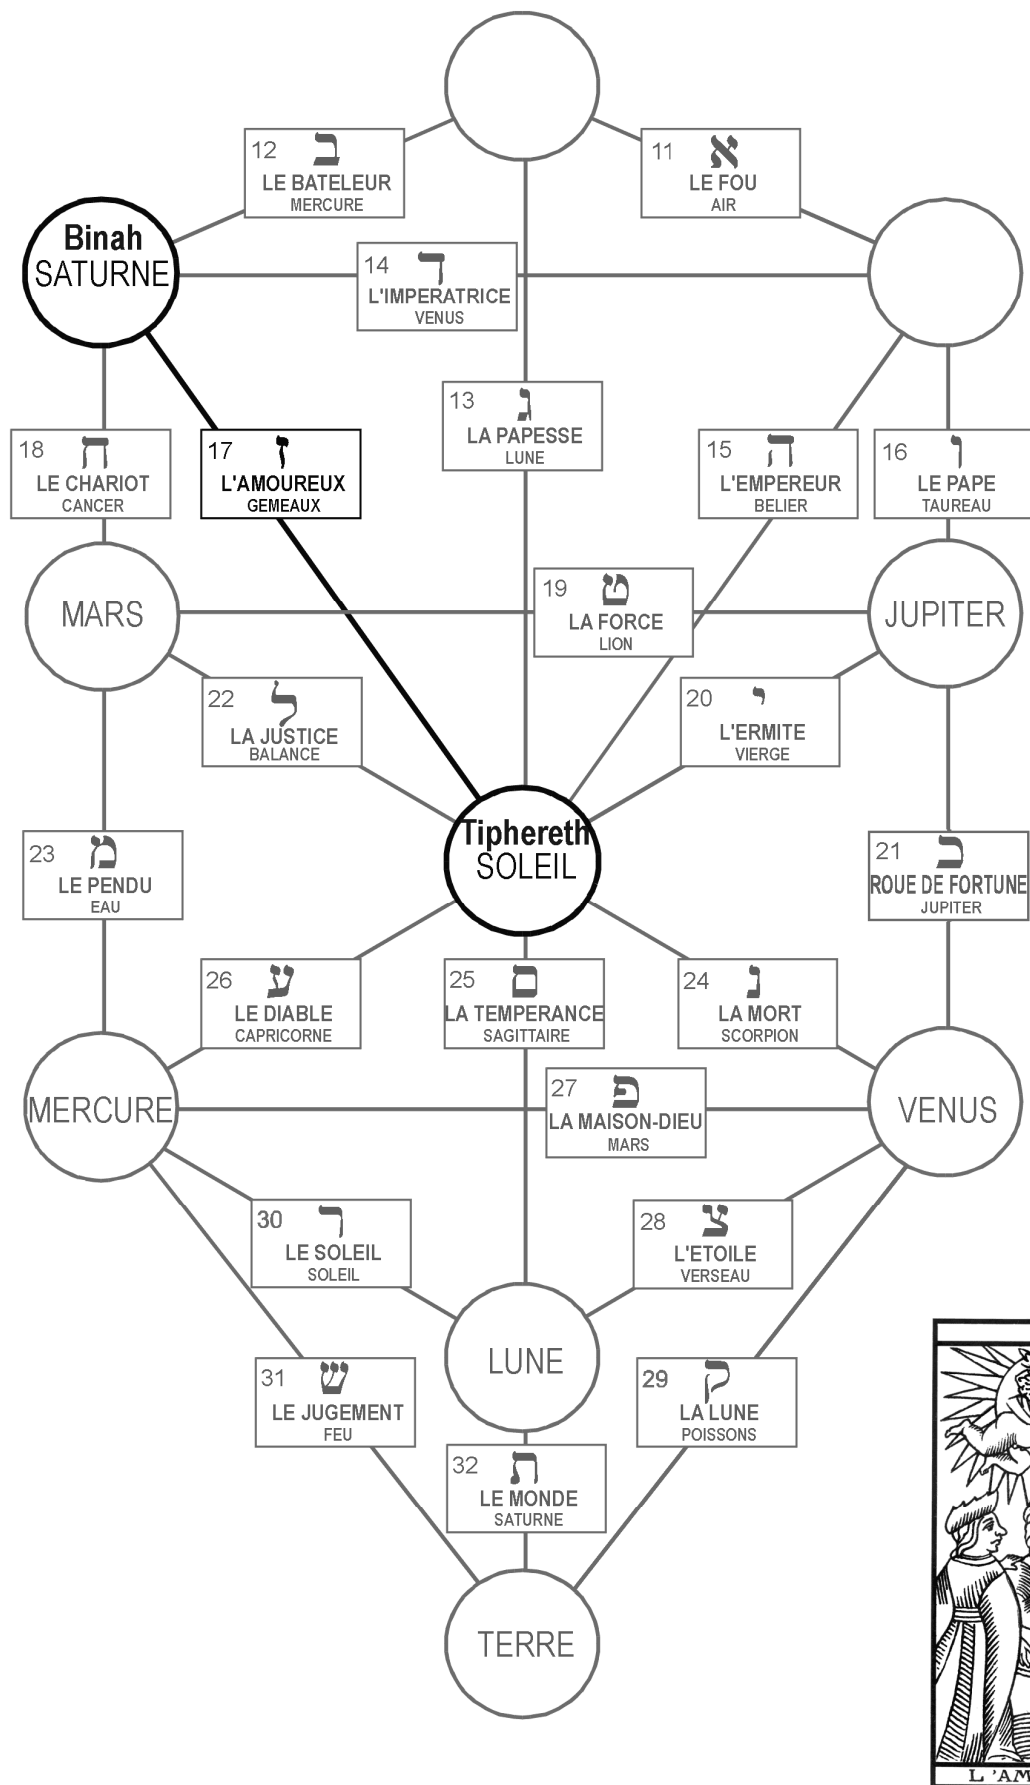 12 ב
LE BATELEUR
MERCURE
11 א
LE FOU
AIR
Binah
SATURNE
14 ד
L'IMPERATRICE
VENUS
13 ג
LA PAPESSE
LUNE
18 ח
LE CHARIOT
CANCER
17 ז
L'AMOUREUX
GEMEAUX
15 ה
L'EMPEREUR
BELIER
16 ו
LE PAPE
TAUREAU
MARS
19 ט
LA FORCE
LION
JUPITER
22 ל
LA JUSTICE
BALANCE
20 י
L'ERMITE
VIERGE
Tiphereth
SOLEIL
23 מ
LE PENDU
EAU
21 כ
ROUE DE FORTUNE
JUPITER
26 ע
LE DIABLE
CAPRICORNE
25 ם
LA TEMPERANCE
SAGITTAIRE
24 נ
LA MORT
SCORPION
MERCURE
27 פ
LA MAISON-DIEU
MARS
VENUS
30 ר
LE SOLEIL
SOLEIL
28 צ
L'ETOILE
VERSEAU
LUNE
31 ש
LE JUGEMENT
FEU
29 ק
LA LUNE
POISSONS
32 ת
LE MONDE
SATURNE
TERRE
L'AM